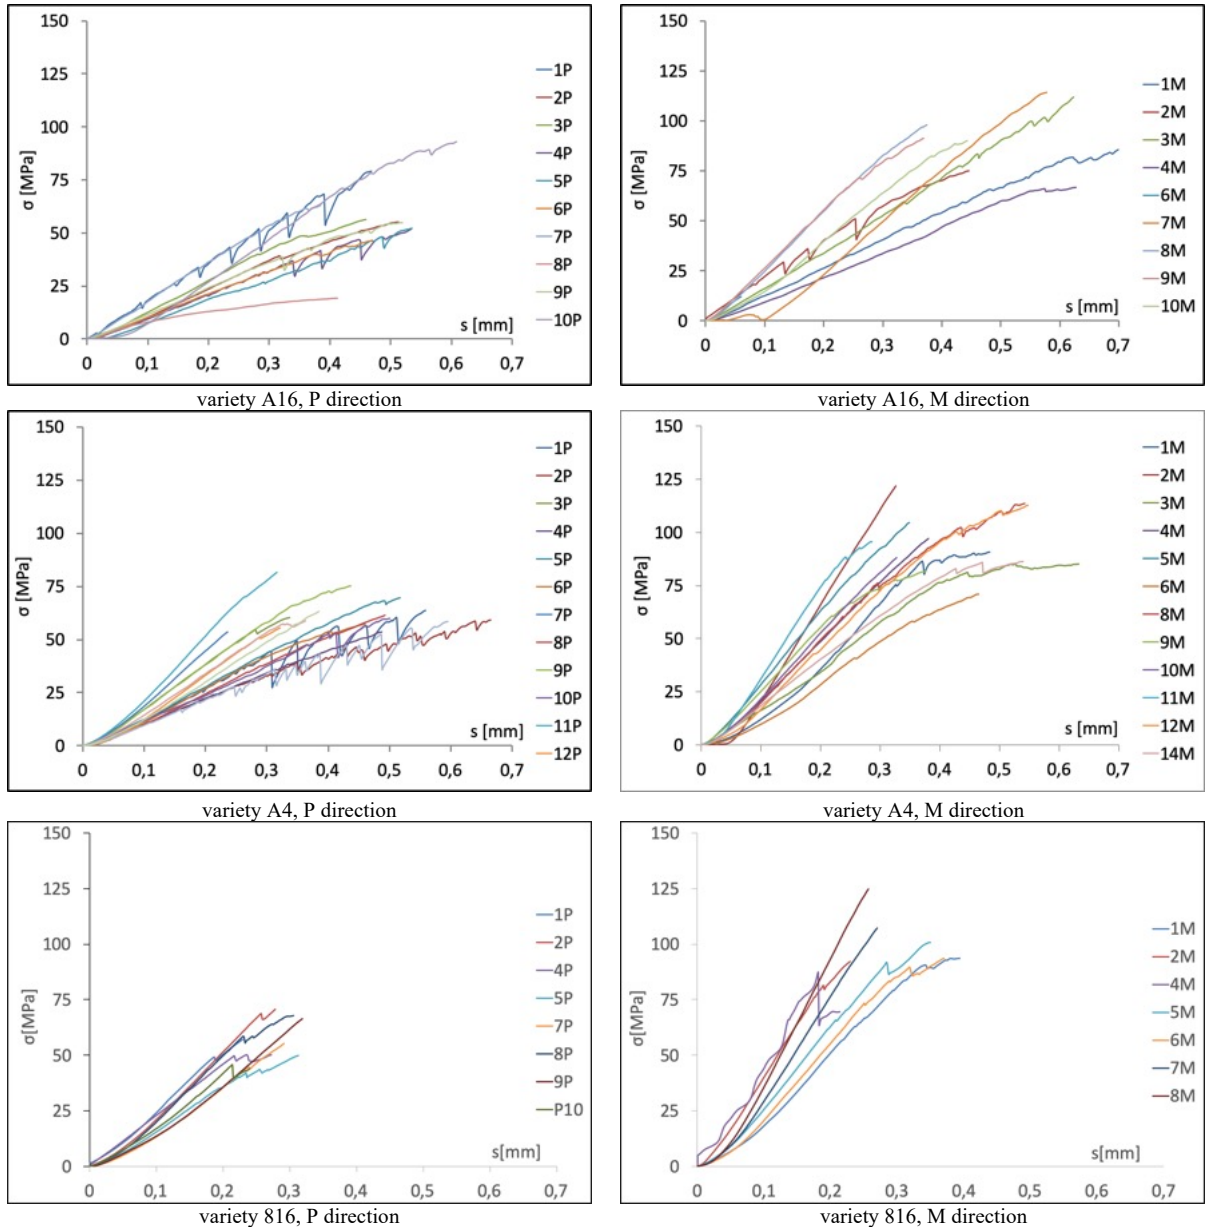 150
125
100
75
50
25
0
σ [MPa]
0 0,1 0,2 0,3 0,4 0,5 0,6 0,7
s [mm]
1P
2P
3P
4P
5P
6P
7P
8P
9P
10P
variety A16, P direction
150
125
100
75
50
25
0
σ [MPa]
0 0,1 0,2 0,3 0,4 0,5 0,6 0,7
s [mm]
1M
2M
3M
4M
6M
7M
8M
9M
10M
variety A16, M direction
150
125
100
75
50
25
0
σ [MPa]
0 0,1 0,2 0,3 0,4 0,5 0,6 0,7
s [mm]
1P
2P
3P
4P
5P
6P
7P
8P
9P
10P
11P
12P
variety A4, P direction
150
125
100
75
50
25
0
σ [MPa]
0 0,1 0,2 0,3 0,4 0,5 0,6 0,7
s [mm]
1M
2M
3M
4M
5M
6M
8M
9M
10M
11M
12M
14M
variety A4, M direction
150
125
100
75
50
25
0
σ[MPa]
0 0,1 0,2 0,3 0,4 0,5 0,6 0,7
s[mm]
1P
2P
4P
5P
7P
8P
9P
P10
variety 816, P direction
150
125
100
75
50
25
0
σ[MPa]
0 0,1 0,2 0,3 0,4 0,5 0,6 0,7
s[mm]
1M
2M
4M
5M
6M
7M
8M
variety 816, M direction